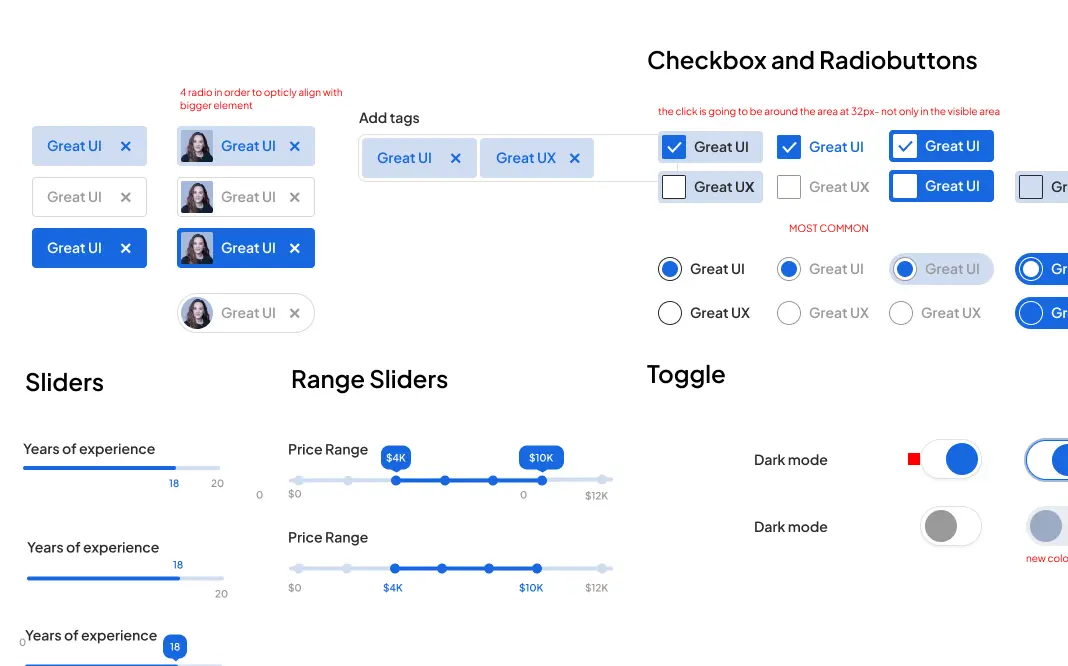 Checkbox and Radiobuttons
4 radio in order to opticly align with
bigger element
the click is going to be around the area at 32px- not only in the visible area
Add tags
Great UI
Great UI
Great UI
Great UX
Great UI
Great UI
Great UI
Great UI
Great UI
Great UX
Great UX
Great UI
Gr
MOST COMMON
Great UI
Great UI
Great UI
Great UI
Great UI
Great UI
Gr
Great UI
Great UX
Great UX
Great UX
Gr
Sliders
Range Sliders
Toggle
Years of experience
18
20
0
Price Range
$4K
$10K
$0
0
$12K
Dark mode
Years of experience
18
20
Price Range
$0
$4K
$10K
$12K
Dark mode
new colo
0
Years of experience
18